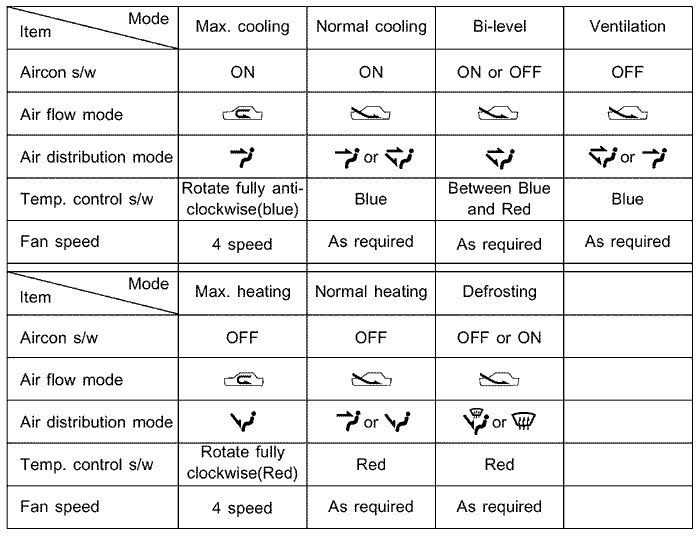 Mode
Item
Max. cooling Normal cooling Bi-level Ventilation
Aircon s/w ON ON ON or OFF OFF
Air flow mode
Air distribution mode or or
Temp. control s/w Rotate fully anti-
clockwise(blue) Blue Between Blue
and Red Blue
Fan speed 4 speed As required As required As required
Mode
Item
Max. heating Normal heating Defrosting
Aircon s/w OFF OFF OFF or ON
Air flow mode
Air distribution mode or or
Temp. control s/w Rotate fully
clockwise(Red) Red Red
Fan speed 4 speed As required As required